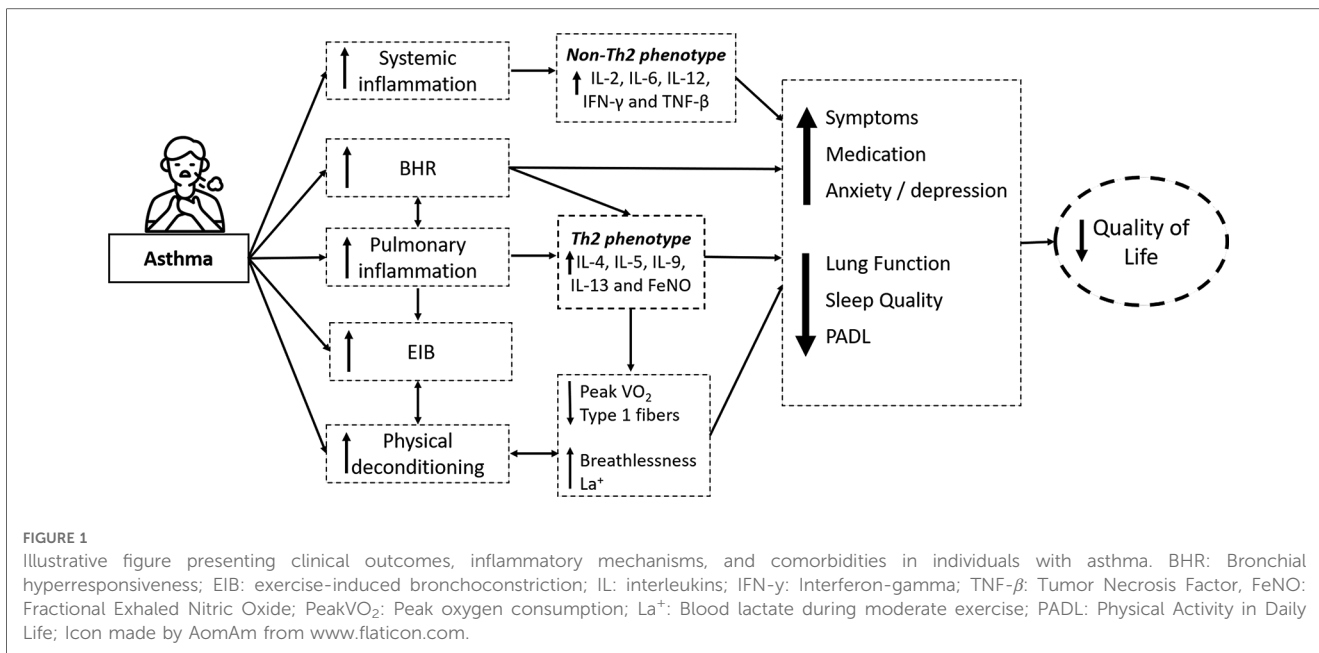 Asthma
↑ Systemic
inflammation
↑ BHR
↑ Pulmonary
inflammation
↑ EIB
↑ Physical
deconditioning
Non-Th2 phenotype
↑ IL-2, IL-6, IL-12,
IFN-γ and TNF-β
Th2 phenotype
↑ IL-4, IL-5, IL-9,
IL-13 and FeNO
↓ Peak VO₂
Type 1 fibers
↑ Breathlessness
La⁺
↑ Symptoms
Medication
Anxiety / depression
↓ Lung Function
Sleep Quality
PADL
↓ Quality of
Life
FIGURE 1
Illustrative figure presenting clinical outcomes, inflammatory mechanisms, and comorbidities in individuals with asthma. BHR: Bronchial
hyperresponsiveness; EIB: exercise-induced bronchoconstriction; IL: interleukins; IFN-y: Interferon-gamma; TNF-β: Tumor Necrosis Factor, FeNO:
Fractional Exhaled Nitric Oxide; PeakVO₂: Peak oxygen consumption; La⁺: Blood lactate during moderate exercise; PADL: Physical Activity in Daily
Life; Icon made by AomAm from www.flaticon.com.